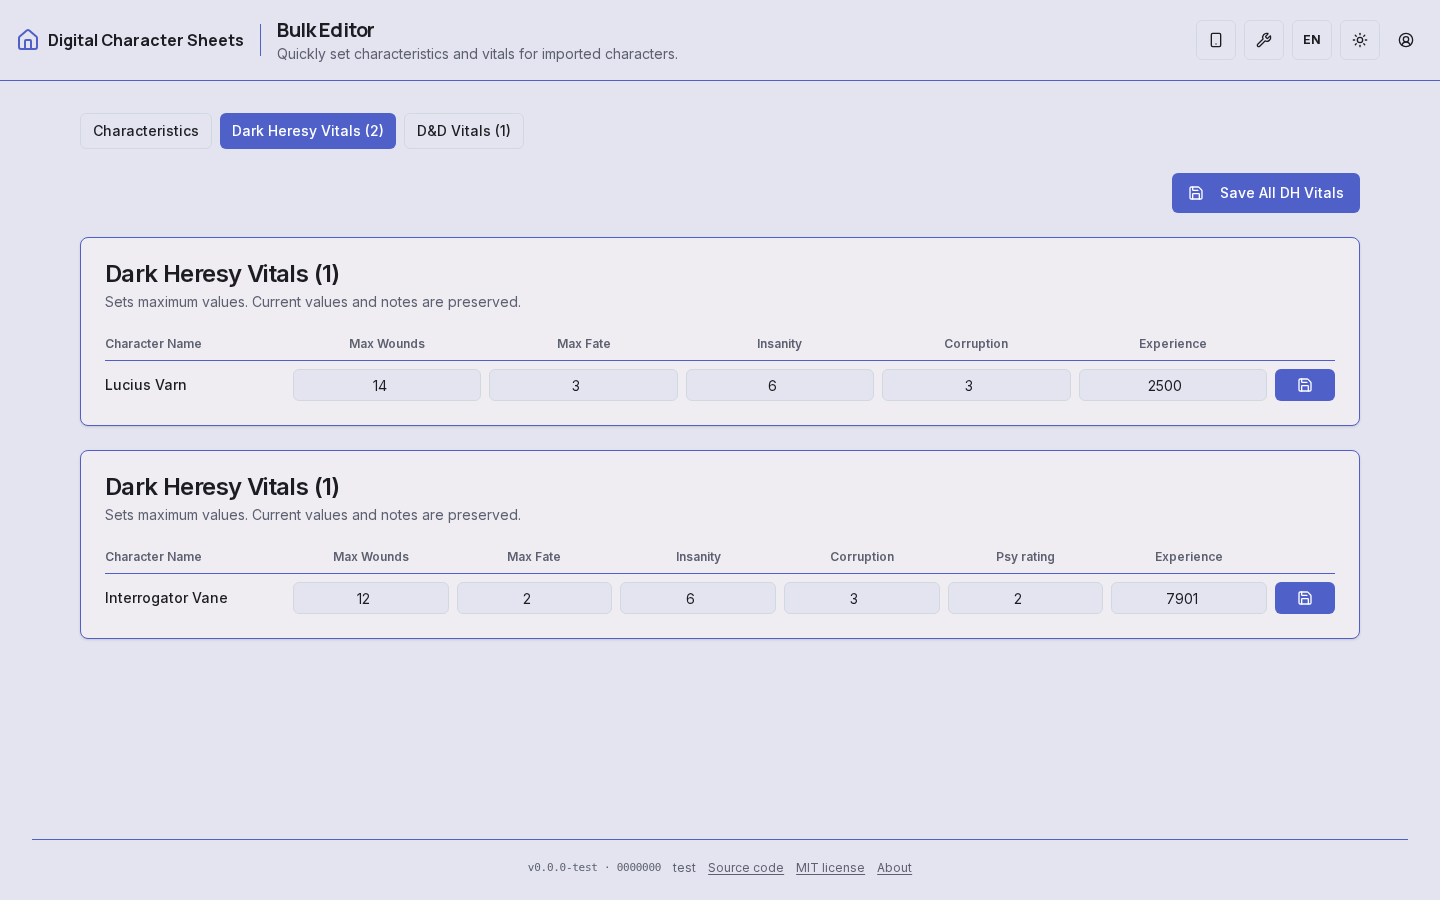 Digital Character Sheets
Bulk Editor
Quickly set characteristics and vitals for imported characters.
EN
Characteristics
Dark Heresy Vitals (2)
D&D Vitals (1)
Save All DH Vitals
Dark Heresy Vitals (1)
Sets maximum values. Current values and notes are preserved.
Character Name Max Wounds Max Fate Insanity Corruption Experience
Lucius Varn 14 3 6 3 2500
Dark Heresy Vitals (1)
Sets maximum values. Current values and notes are preserved.
Character Name Max Wounds Max Fate Insanity Corruption Psy rating Experience
Interrogator Vane 12 2 6 3 2 7901
v0.0.0-test · 0000000 test Source code MIT license About